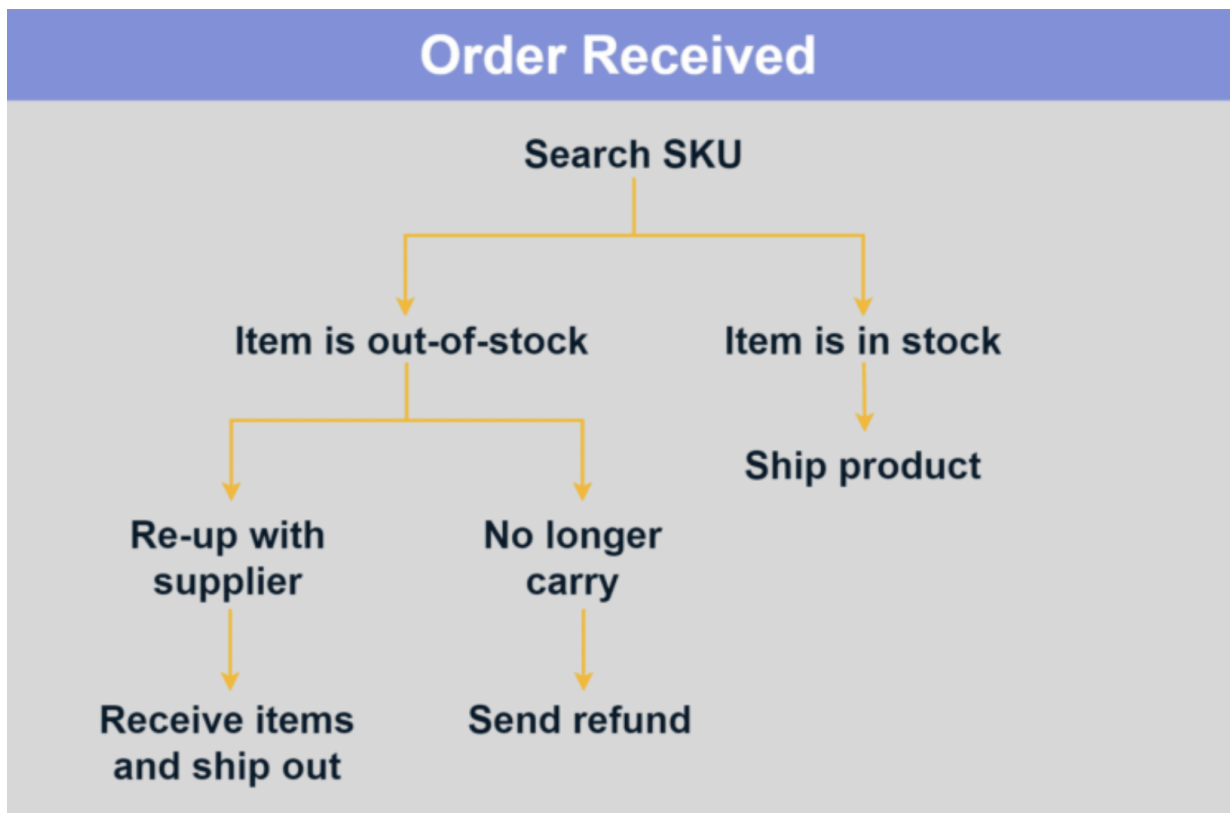 Order Received
Search SKU
Item is out-of-stock
Item is in stock
Ship product
Re-up with
supplier
No longer
carry
Receive items
and ship out
Send refund